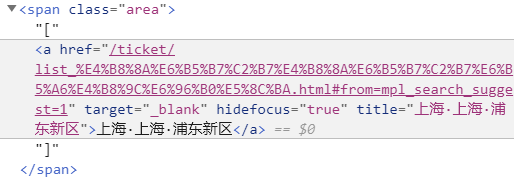 ▼<span class="area">
"["
<a href="/ticket/
list_%E4%B8%8A%E6%B5%B7%C2%B7%E4%B8%8A%E6%B5%B7%C2%B7%E6%B
5%A6%E4%B8%9C%E6%96%B0%E5%8C%BA.html#from=mpl_search_sugge
st=1" target="_blank" hidefocus="true" title="上海·上海·浦
东新区">上海·上海·浦东新区</a> == $0
"]"
</span>